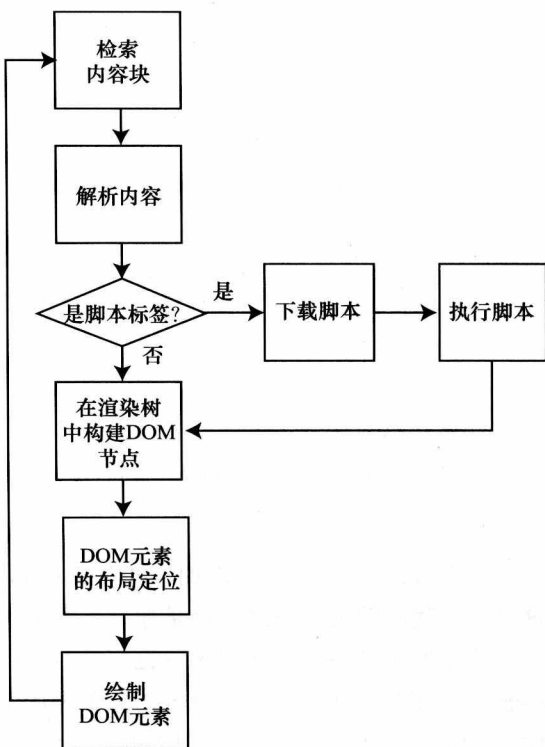 检索
内容块
解析内容
是脚本标签?
是
下载脚本
执行脚本
否
在渲染树
中构建DOM
节点
DOM元素
的布局定位
绘制
DOM元素